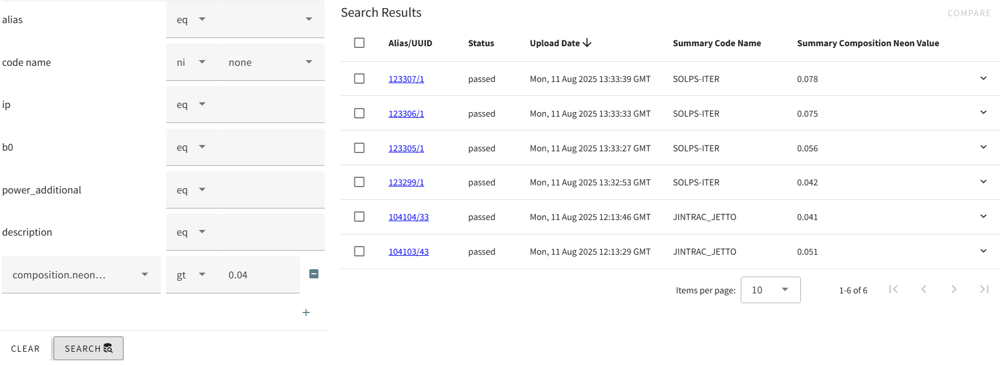 alias eq
code name ni none
ip eq
b0 eq
power_additional eq
description eq
composition.neon... gt 0.04
+
CLEAR SEARCH
Search Results COMPARE
Alias/UUID Status Upload Date Summary Code Name Summary Composition Neon Value
123307/1 passed Mon, 11 Aug 2025 13:33:39 GMT SOLPS-ITER 0.078
123306/1 passed Mon, 11 Aug 2025 13:33:33 GMT SOLPS-ITER 0.075
123305/1 passed Mon, 11 Aug 2025 13:33:27 GMT SOLPS-ITER 0.056
123299/1 passed Mon, 11 Aug 2025 13:32:53 GMT SOLPS-ITER 0.042
104104/33 passed Mon, 11 Aug 2025 12:13:46 GMT JINTRAC_JETTO 0.041
104103/43 passed Mon, 11 Aug 2025 12:13:29 GMT JINTRAC_JETTO 0.051
Items per page: 10 1-6 of 6